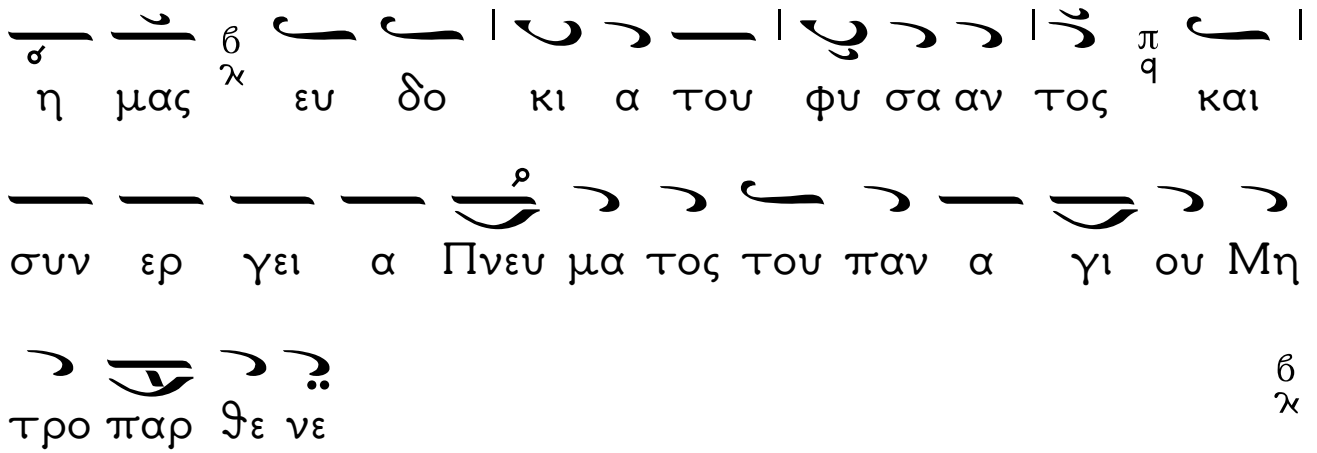 η μας ϐ ευ δο κι α του φυ σα αν τος π q και
συν ερ γει α Πνευ μα τος του παν α γι ου Μη
τρο παρ θε νε ϐ